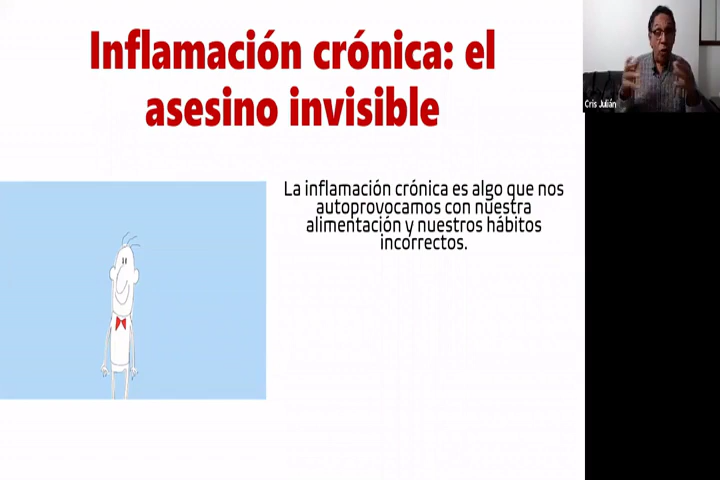 Inflamación crónica: el
asesino invisible
La inflamación crónica es algo que nos
autoprovocamos con nuestra
alimentación y nuestros hábitos
incorrectos.
Cris Julián